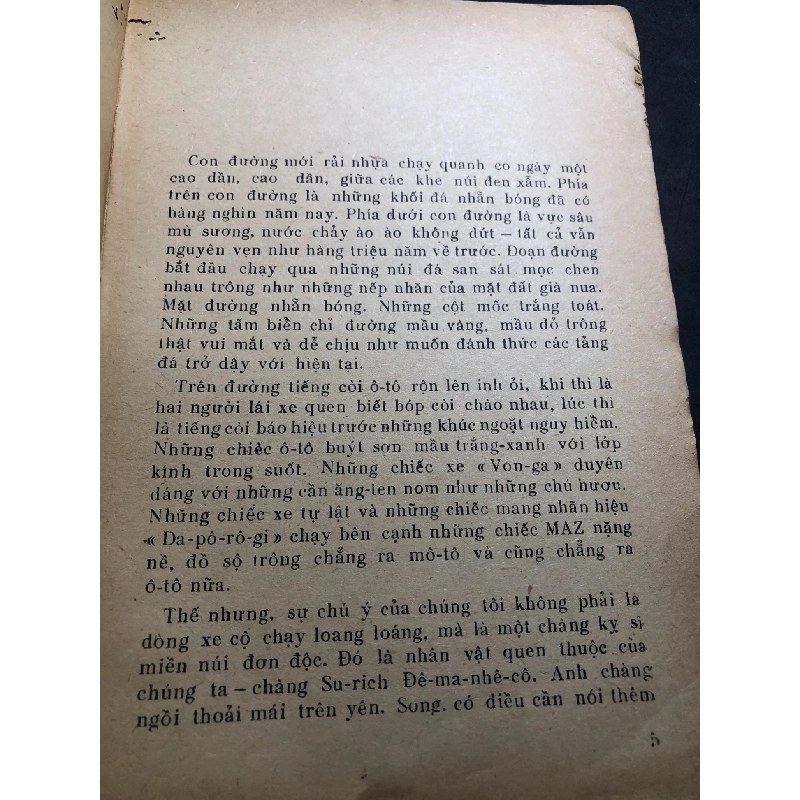 Con đường mới rải nhựa chạy quanh co ngày một
cao dần, cao dần, giữa các khe núi đen xẫm. Phía
trên con đường là những khối đá nhẵn bóng đã có
hàng nghìn năm nay. Phía dưới con đường là vực sâu
mù sương, nước chảy ào ào không dứt – tất cả vẫn
nguyên vẹn như hàng triệu năm về trước. Đoạn đường
bắt đầu chạy qua những núi đá san sát mọc chen
nhau trông như những nếp nhăn của mặt đất già nua.
Mặt đường nhẵn bóng. Những cột mốc trắng toát.
Những tấm biển chỉ đường mầu vàng, mầu đỏ trông
thật vui mắt và dễ chịu như muốn đánh thức các tảng
đá trở dậy với hiện tại.
Trên đường tiếng còi ô-tô rộn lên inh ỏi, khi thì là
hai người lái xe quen biết bóp còi chào nhau, lúc thì
là tiếng còi báo hiệu trước những khúc ngoặt nguy hiểm.
Những chiếc ô-tô buýt sơn mầu trắng-xanh với lớp
kính trong suốt. Những chiếc xe « Von-ga » duyên
dáng với những cần ăng-ten nom như những chú hươu.
Những chiếc xe tự lật và những chiếc mang nhãn hiệu
« Da-pô-rô-gi » chạy bên cạnh những chiếc MAZ nặng
nề, đồ sộ trông chẳng ra mô-tô và cũng chẳng ra
ô-tô nữa.
Thế nhưng, sự chú ý của chúng tôi không phải là
dòng xe cộ chạy loang loáng, mà là một chàng kỵ sĩ
miền núi đơn độc. Đó là nhân vật quen thuộc của
chúng ta – chàng Su-rich Đê-ma-nhê-cô. Anh chàng
ngồi thoải mái trên yên. Song, có điều cần nói thêm
5